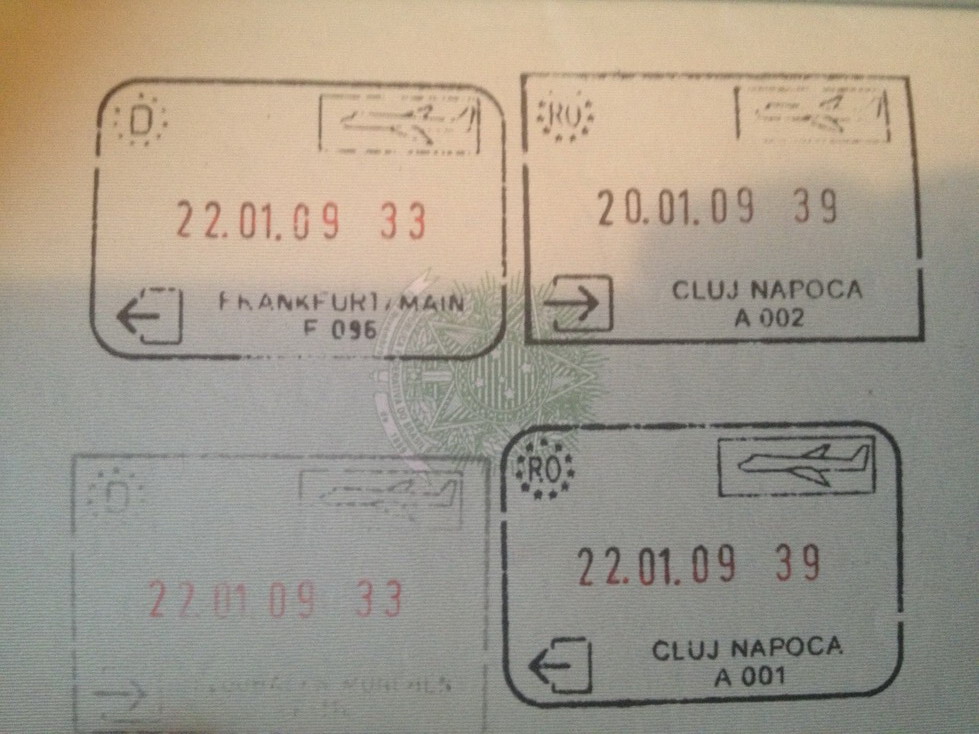 D
22.01.09 33
FRANKFURT/MAIN
F 096
RO
20.01.09 39
CLUJ NAPOCA
A 002
D
22.01.09 33
MÜNCHEN
RO
22.01.09 39
CLUJ NAPOCA
A 001